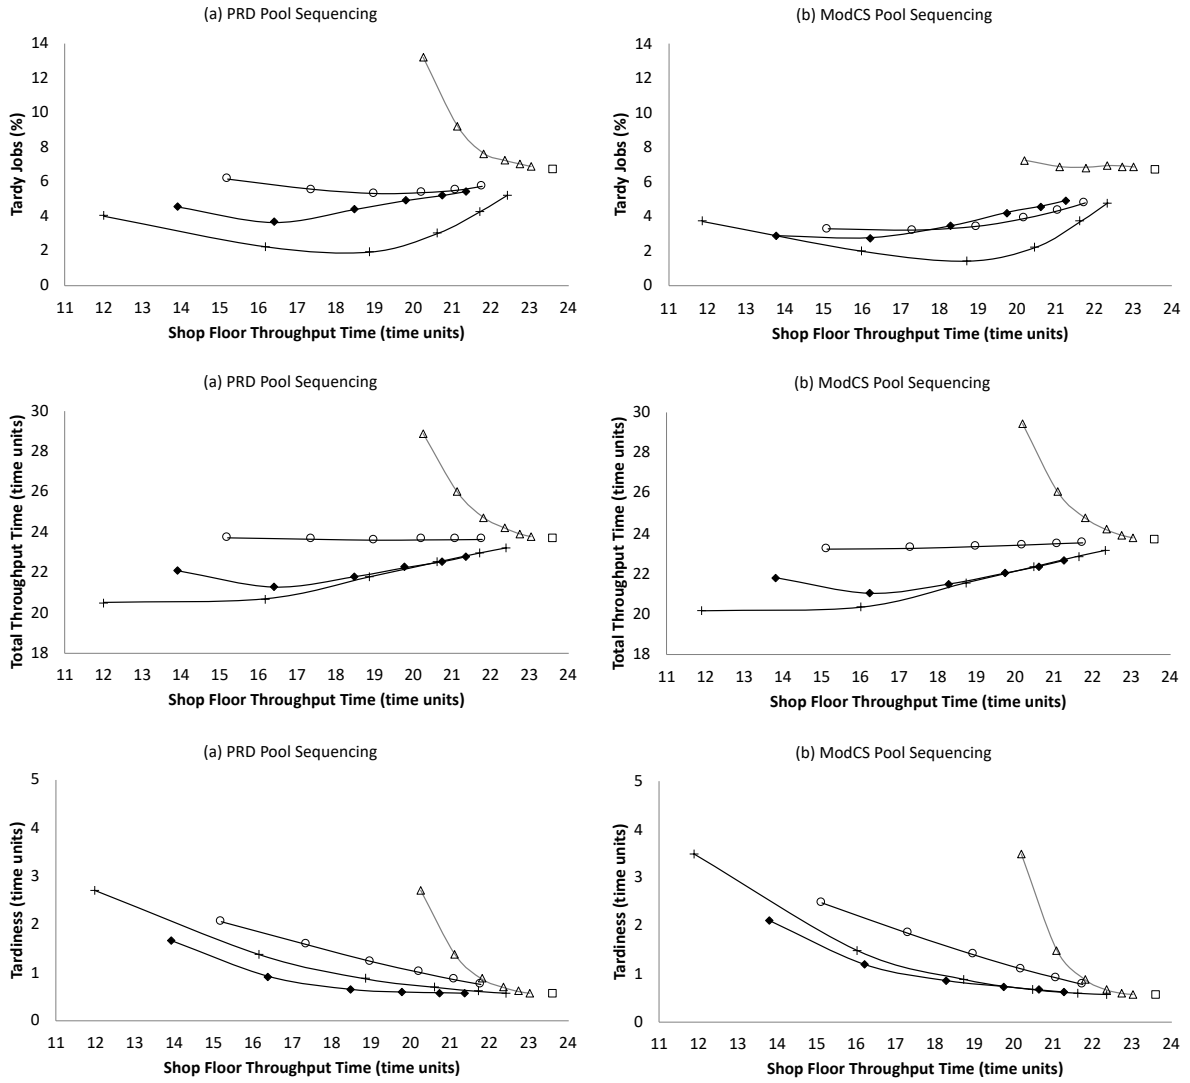 (a) PRD Pool Sequencing
Tardy Jobs (%)
14
12
10
8
6
4
2
0
11 12 13 14 15 16 17 18 19 20 21 22 23 24
Shop Floor Throughput Time (time units)
(b) ModCS Pool Sequencing
Tardy Jobs (%)
14
12
10
8
6
4
2
0
11 12 13 14 15 16 17 18 19 20 21 22 23 24
Shop Floor Throughput Time (time units)
(a) PRD Pool Sequencing
Total Throughput Time (time units)
30
28
26
24
22
20
18
11 12 13 14 15 16 17 18 19 20 21 22 23 24
Shop Floor Throughput Time (time units)
(b) ModCS Pool Sequencing
Total Throughput Time (time units)
30
28
26
24
22
20
18
11 12 13 14 15 16 17 18 19 20 21 22 23 24
Shop Floor Throughput Time (time units)
(a) PRD Pool Sequencing
Tardiness (time units)
5
4
3
2
1
0
11 12 13 14 15 16 17 18 19 20 21 22 23 24
Shop Floor Throughput Time (time units)
(b) ModCS Pool Sequencing
Tardiness (time units)
5
4
3
2
1
0
11 12 13 14 15 16 17 18 19 20 21 22 23 24
Shop Floor Throughput Time (time units)